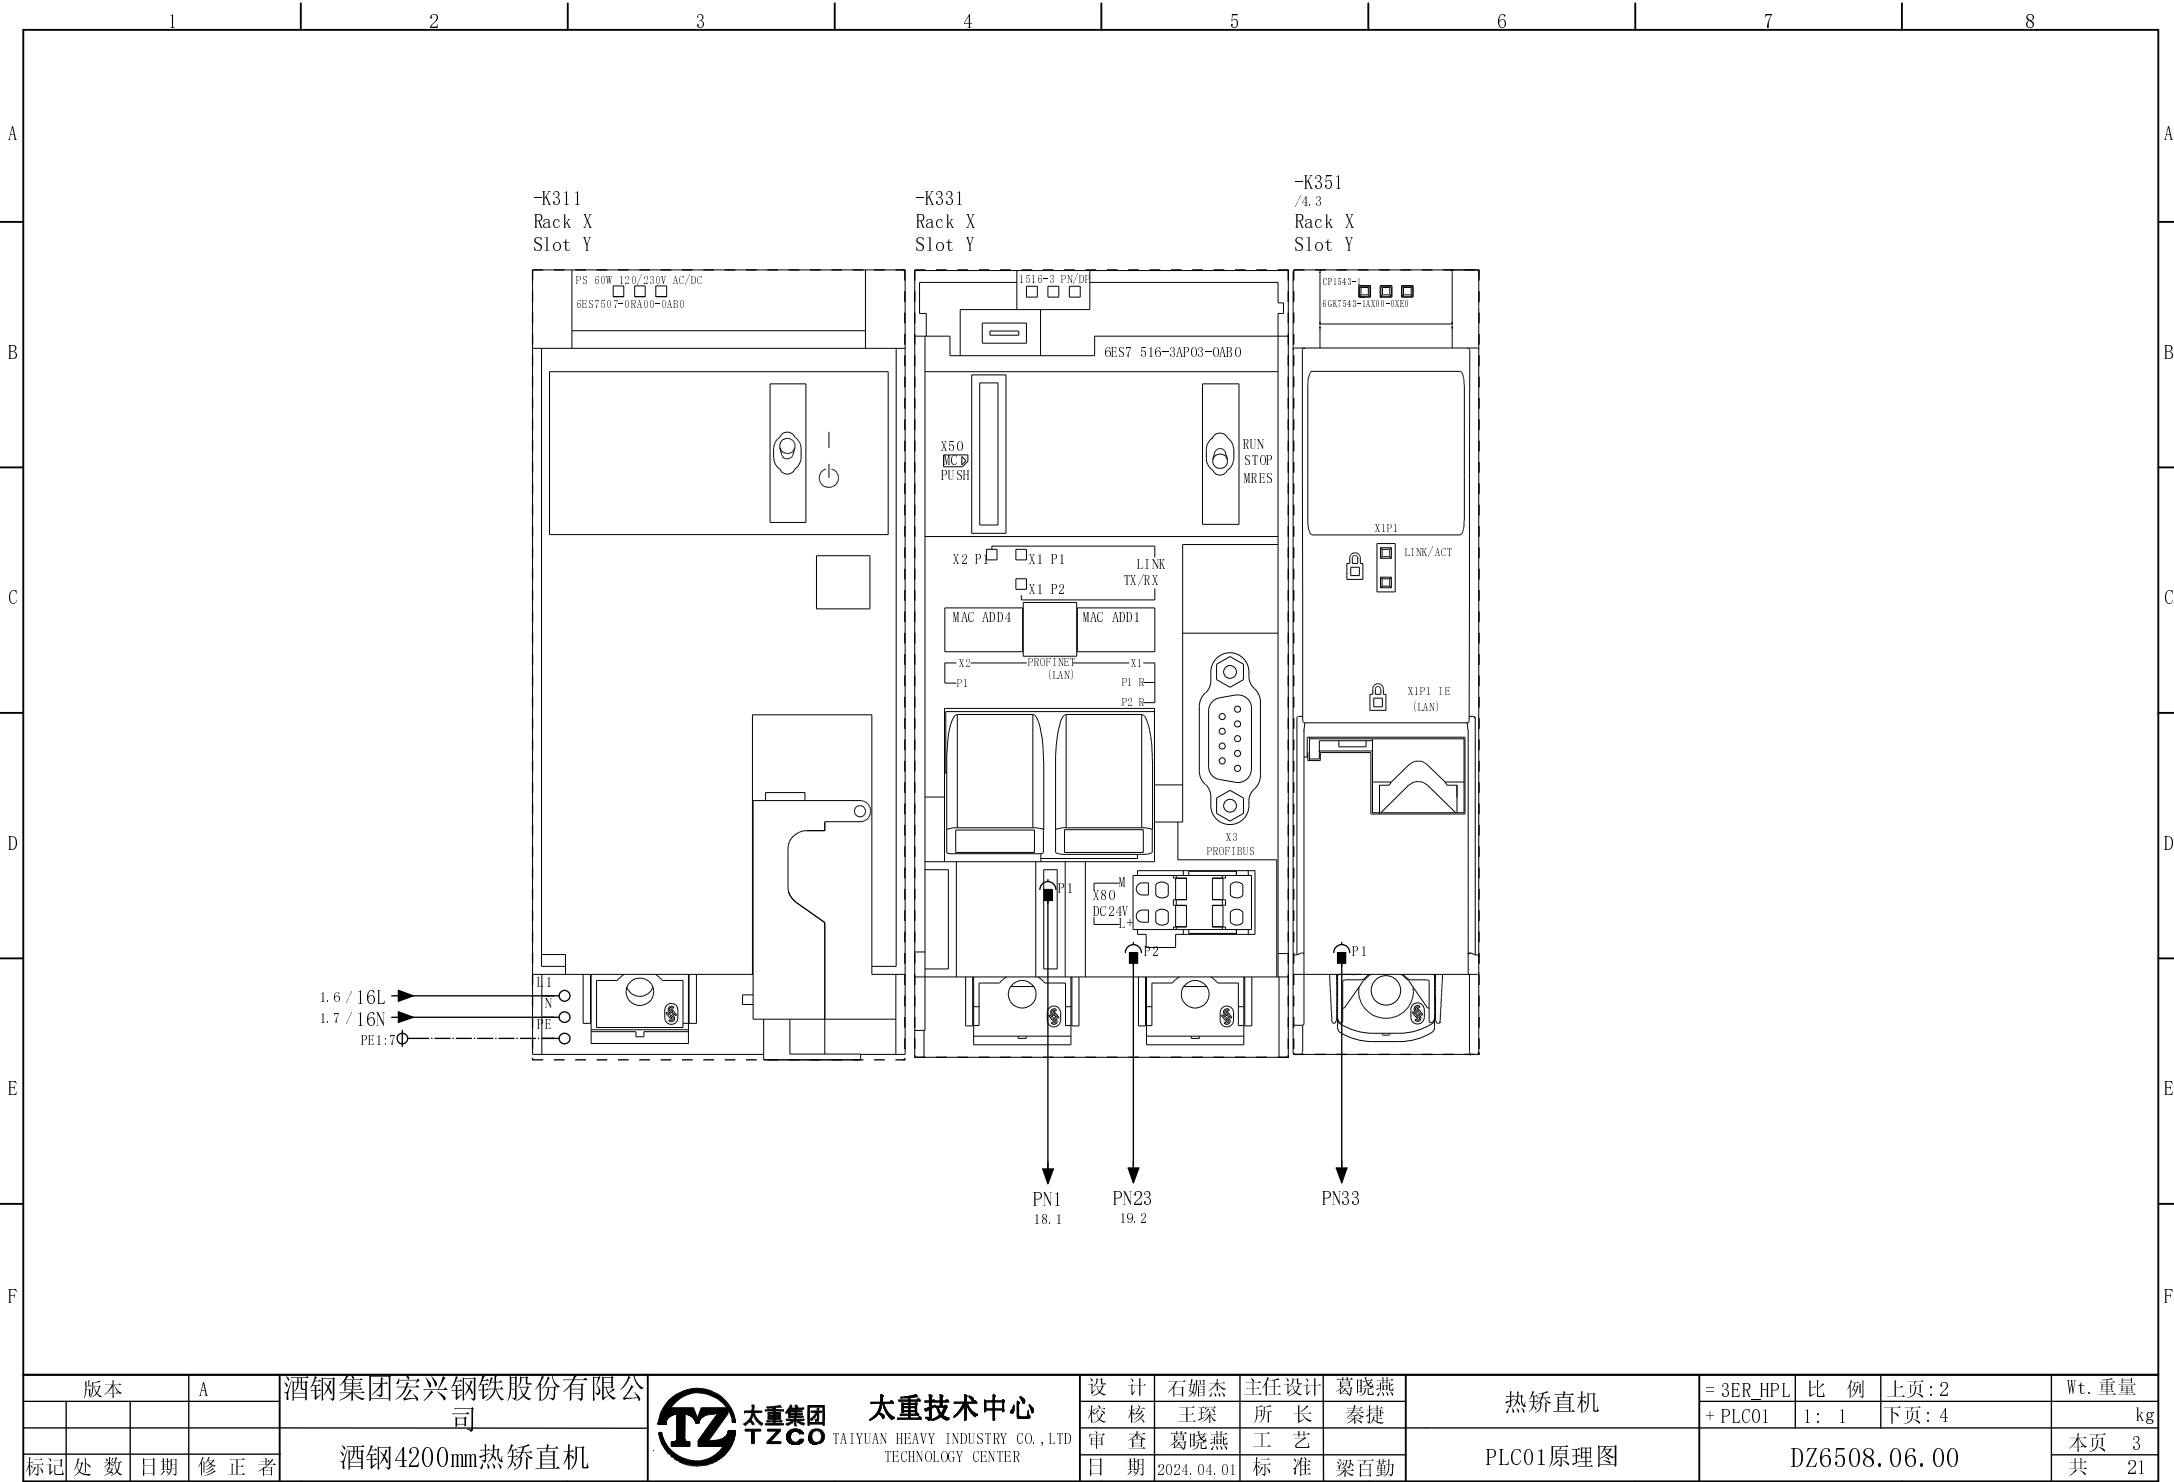 1 2 3 4 5 6 7 8
A A
-K311
Rack X
Slot Y
-K331
Rack X
Slot Y
-K351
/4.3
Rack X
Slot Y
PS 60W 120/230V AC/DC
6ES7507-0RA00-0AB0
1516-3 PN/DP
6ES7 516-3AP03-0AB0
CP1543-1
6GK7543-1AX00-0XE0
B B
X50
MC
PUSH
RUN
STOP
MRES
X2 P1
X1 P1
X1 P2
LINK
TX/RX
X1P1
LINK/ACT
C C
MAC ADD4
MAC ADD1
X2
PROFINET
(LAN)
X1
P1
P1 R
P2 R
X1P1 IE
(LAN)
D D
X3
PROFIBUS
P1
M
X80
DC24V
L+
P2
P1
1.6 / 16L
L1
1.7 / 16N
N
PE1:7
PE
E E
PN1
18.1
PN23
19.2
PN33
F F
版本 A
标记 处 数 日期 修 正 者
酒钢集团宏兴钢铁股份有限公
司
酒钢4200mm热矫直机
TZ
太重集团
TZCO
太重技术中心
TAIYUAN HEAVY INDUSTRY CO.,LTD
TECHNOLOGY CENTER
设 计 石媚杰 主任设计 葛晓燕
校 核 王琛 所 长 秦捷
审 查 葛晓燕 工 艺
日 期 2024.04.01 标 准 梁百勤
热矫直机
PLC01原理图
= 3ER_HPL 比 例 上页: 2
+ PLC01 1: 1 下页: 4
DZ6508.06.00
Wt.重量
kg
本页 3
共 21